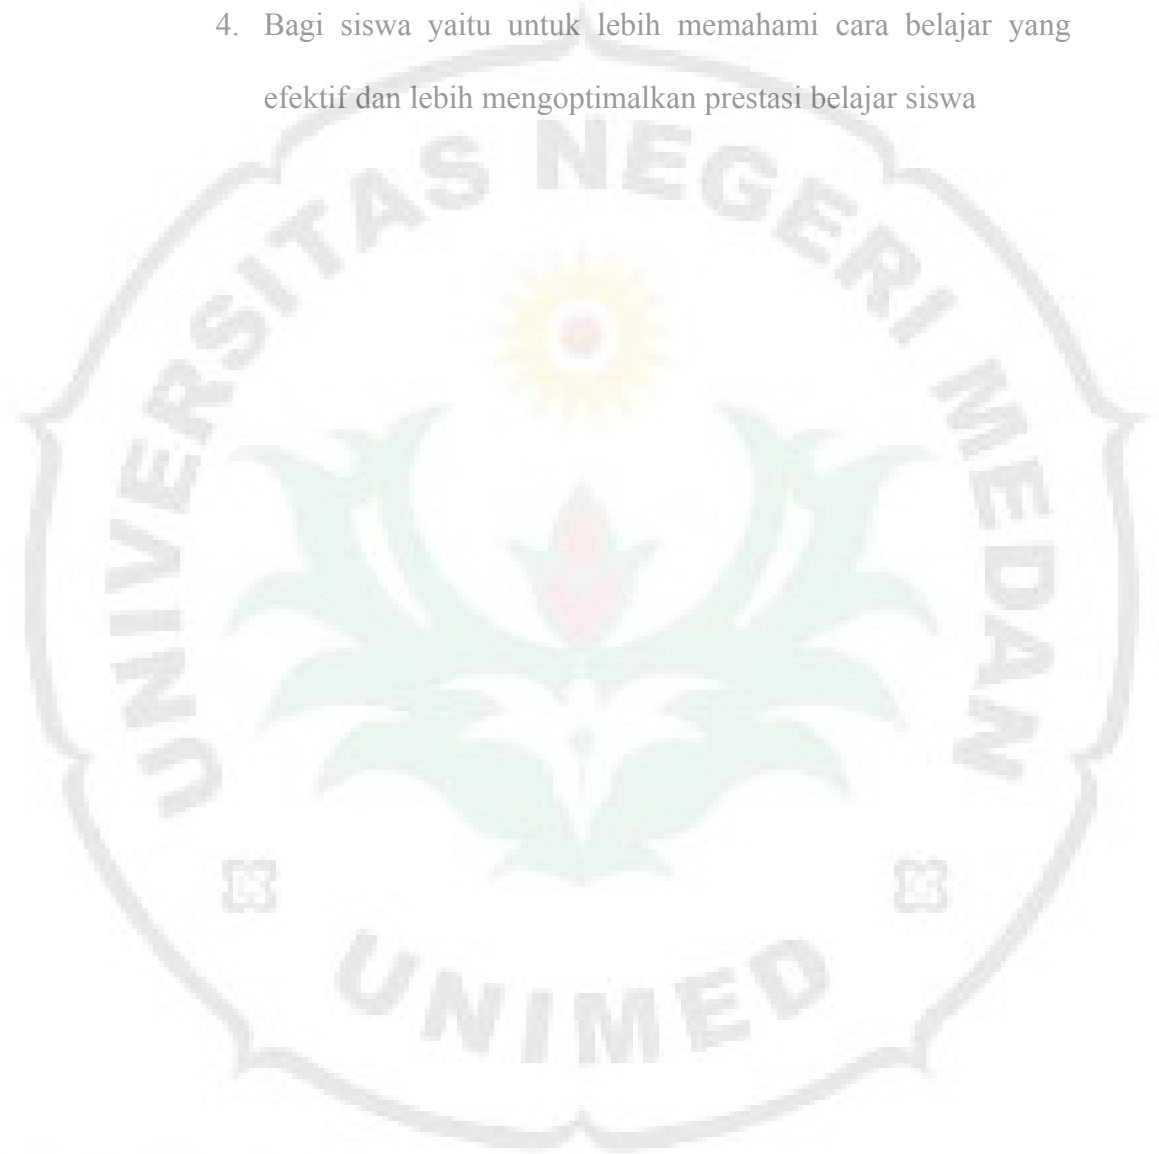 4. Bagi siswa yaitu untuk lebih memahami cara belajar yang
efektif dan lebih mengoptimalkan prestasi belajar siswa
UNIVERSITAS NEGERI MEDAN
UNIMED